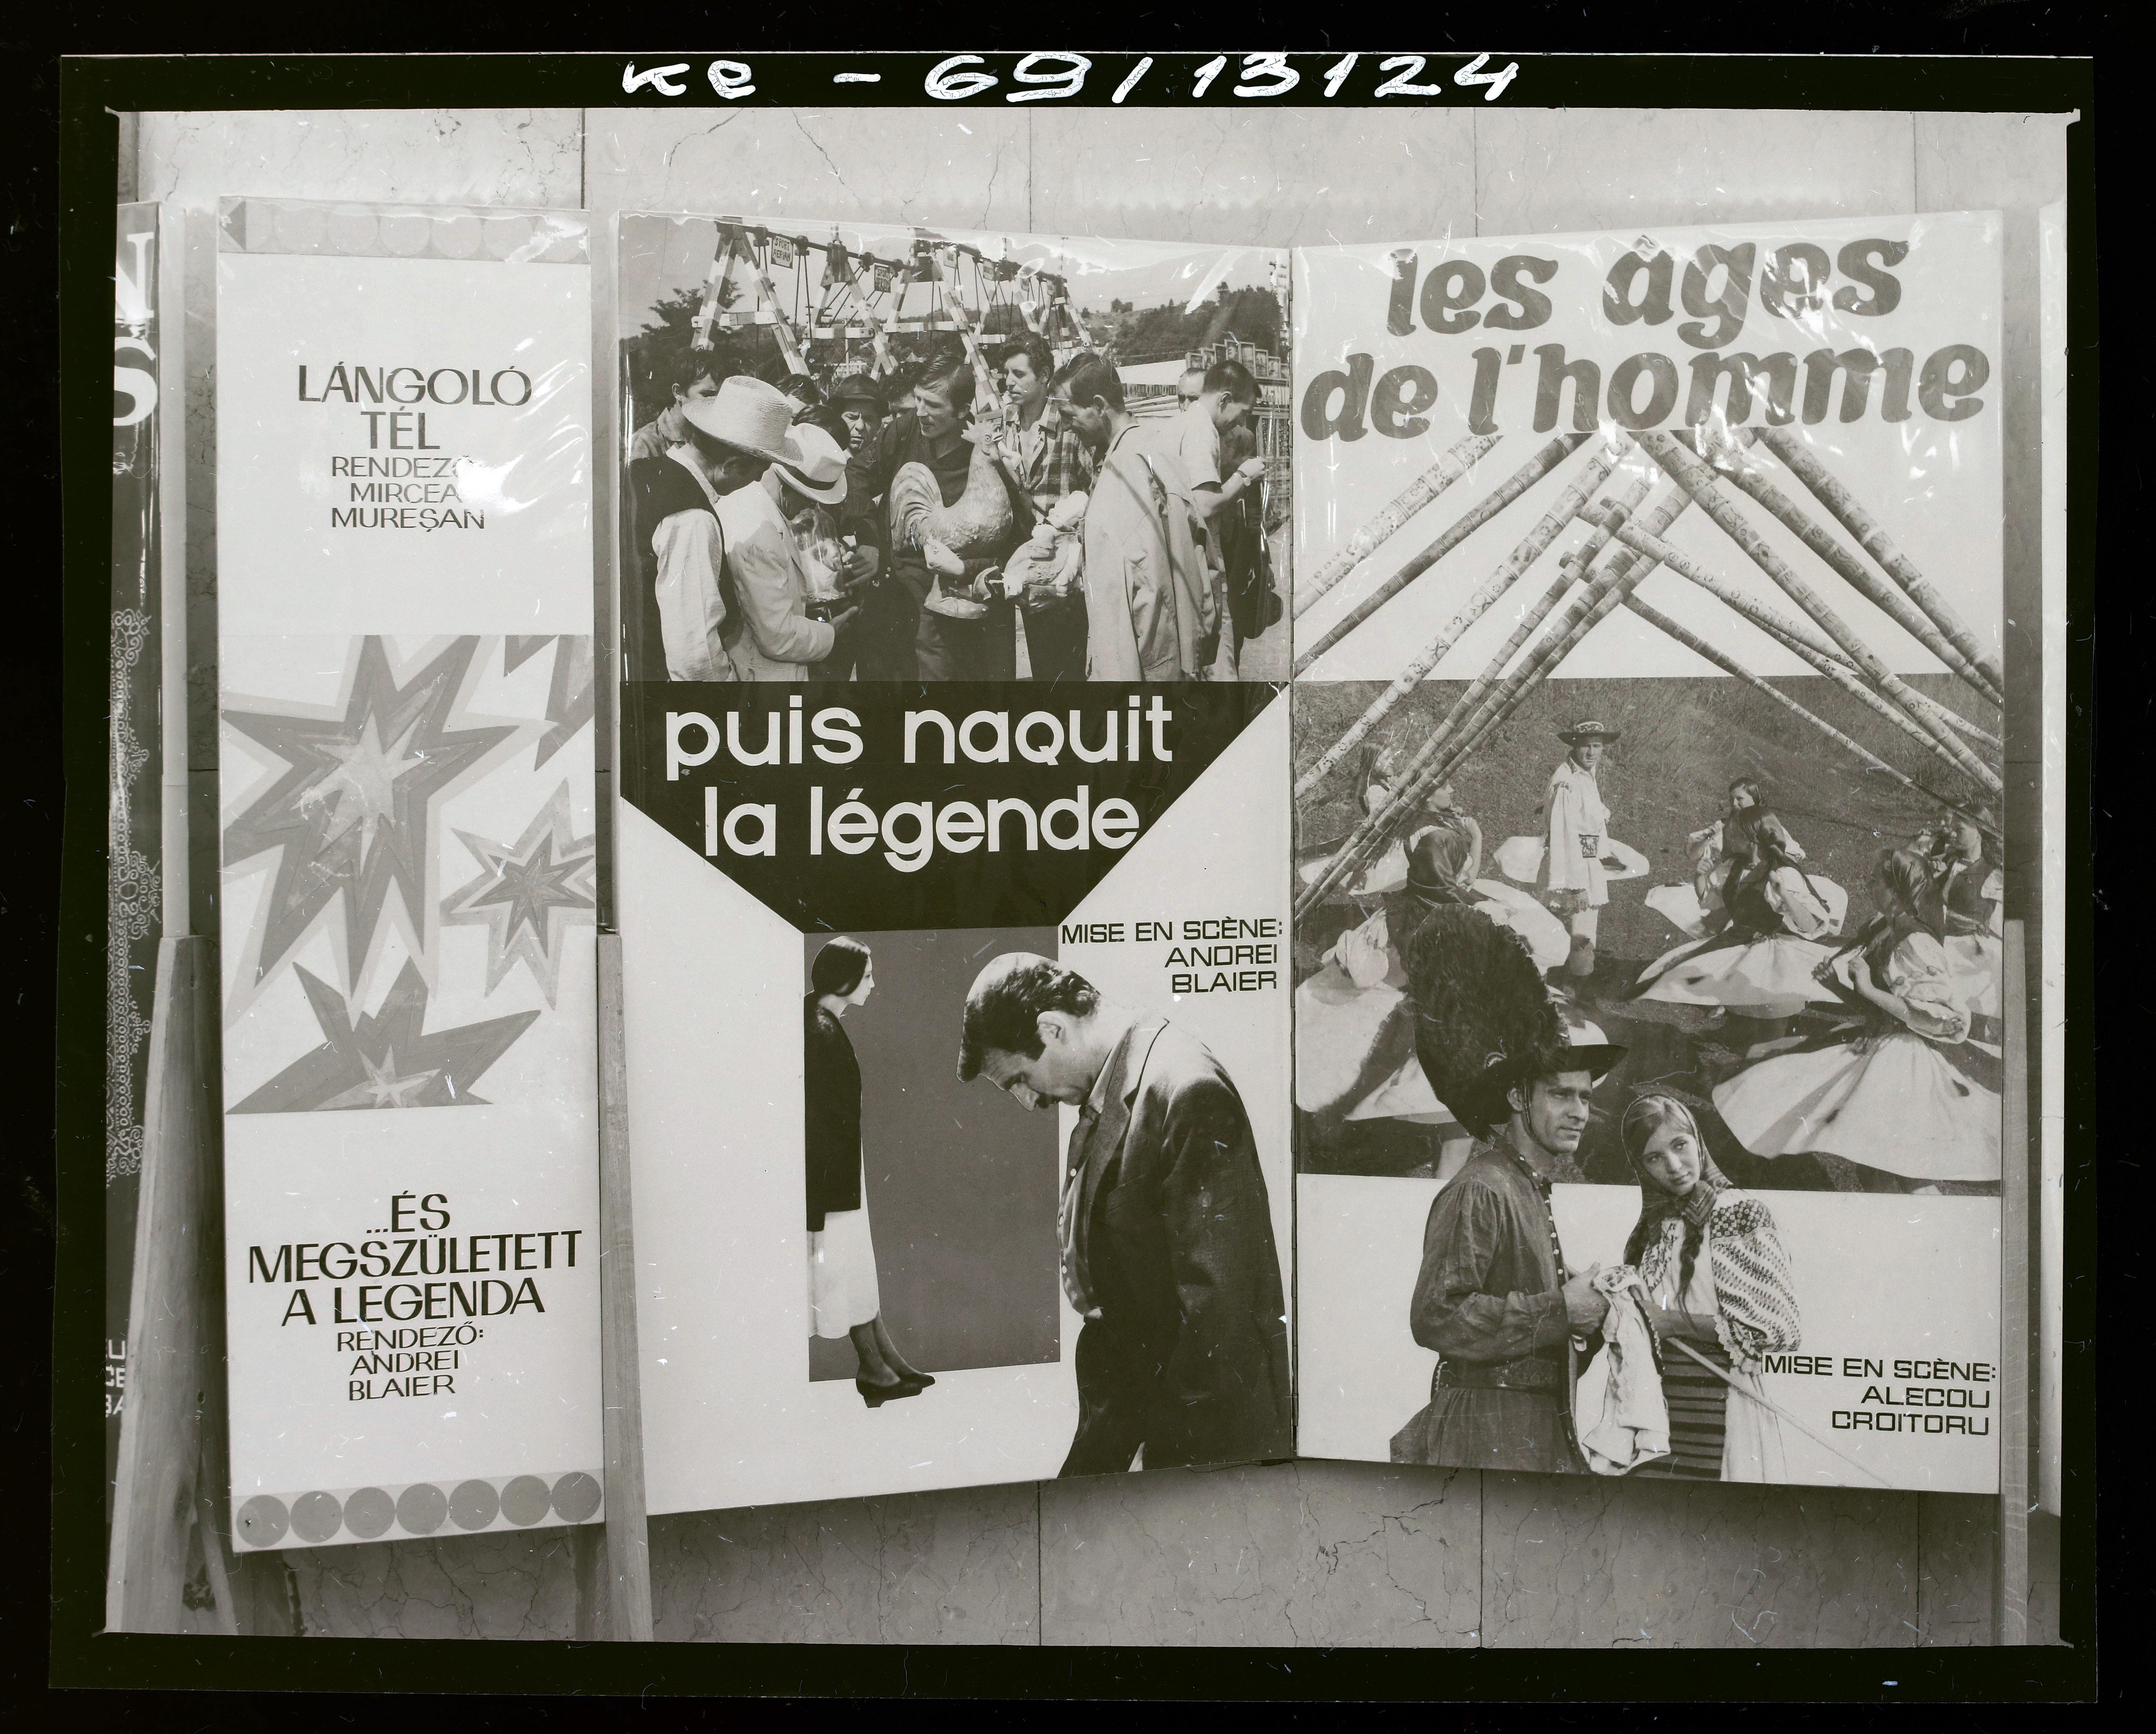 KE - 69/13124
N
S
LÁNGOLÓ
TÉL
RENDEZŐ
MIRCEA
MUREȘAN
...ÉS
MEGSZÜLETETT
A LEGENDA
RENDEZŐ:
ANDREI
BLAIER
puis naquit
la légende
MISE EN SCÈNE:
ANDREI
BLAIER
les âges
de l'homme
MISE EN SCÈNE:
ALECOU
CROITORU